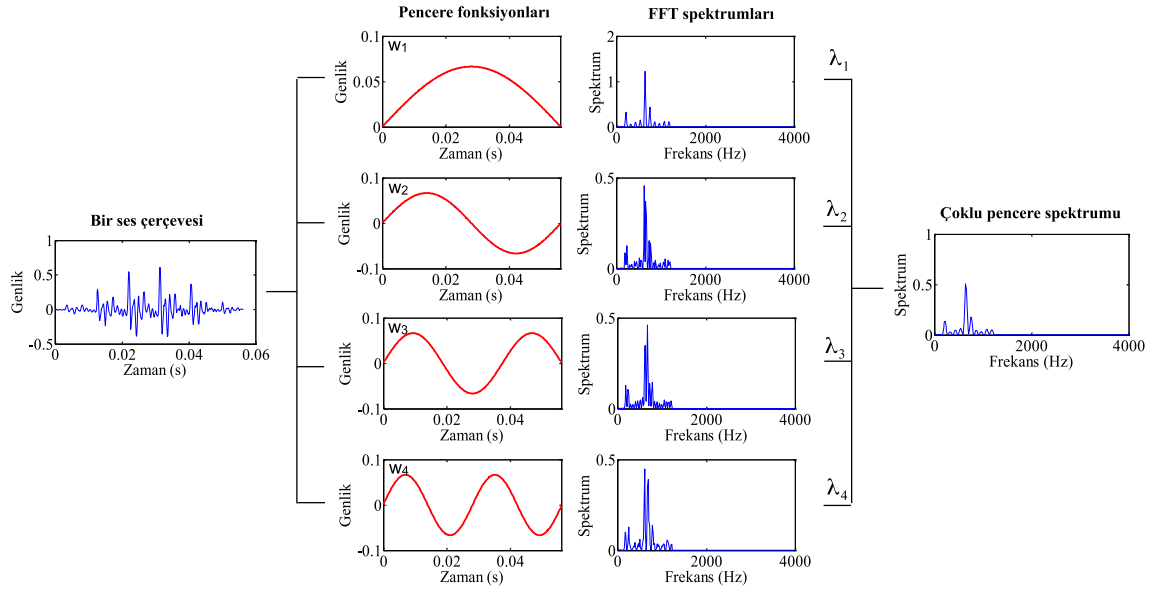 Pencere fonksiyonları
FFT spektrumları
0.1
0.05
0
Genlik
W1
0
0.02
0.04
Zaman (s)
2
1
0
Spektrum
0
2000
4000
Frekans (Hz)
λ1
0.1
0
-0.1
Genlik
W2
0
0.02
0.04
Zaman (s)
0.5
0
Spektrum
0
2000
4000
Frekans (Hz)
λ2
Bir ses çerçevesi
1
0.5
0
-0.5
Genlik
0
0.02
0.04
0.06
Zaman (s)
Çoklu pencere spektrumu
1
0.5
0
Spektrum
0
2000
4000
Frekans (Hz)
0.1
0
-0.1
Genlik
W3
0
0.02
0.04
Zaman (s)
0.5
0
Spektrum
0
2000
4000
Frekans (Hz)
λ3
0.1
0
-0.1
Genlik
W4
0
0.02
0.04
Zaman (s)
0.5
0
Spektrum
0
2000
4000
Frekans (Hz)
λ4